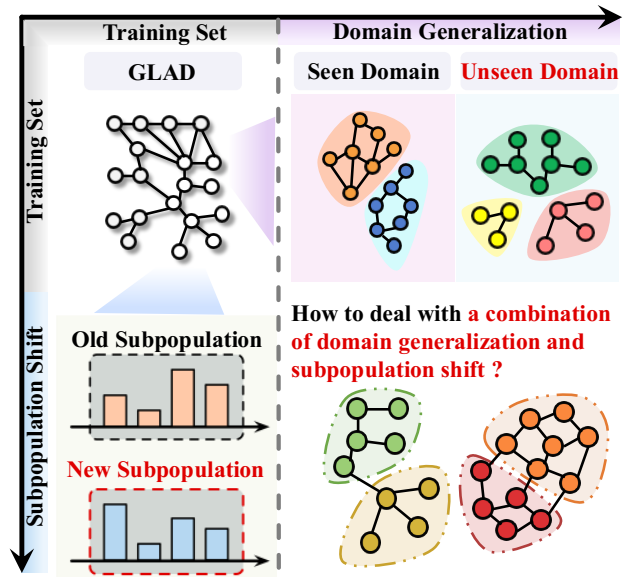 Training Set
Domain Generalization
GLAD
Seen Domain
Unseen Domain
Training Set
Subpopulation Shift
Old Subpopulation
New Subpopulation
How to deal with a combination
of domain generalization and
subpopulation shift ?